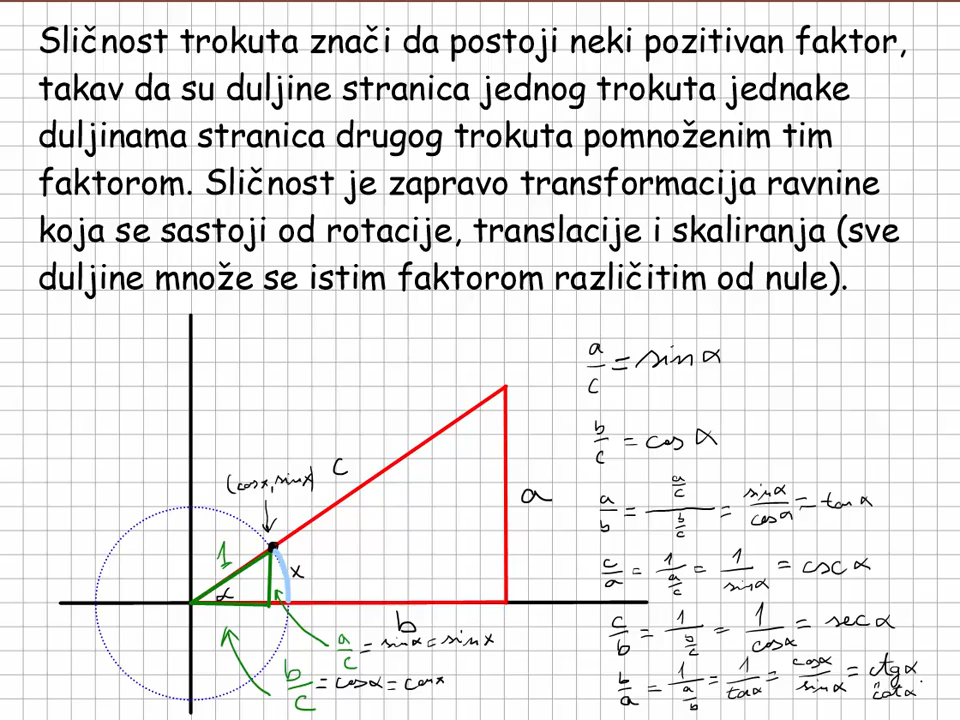 Sličnost trokuta znači da postoji neki pozitivan faktor,
takav da su duljine stranica jednog trokuta jednake
duljinama stranica drugog trokuta pomnoženim tim
faktorom. Sličnost je zapravo transformacija ravnine
koja se sastoji od rotacije, translacije i skaliranja (sve
duljine množe se istim faktorom različitim od nule).
a/c = sin α
b/c = cos α
a/b = (a/c)/(b/c) = sin α/cos α = tan α
c/a = 1/(a/c) = 1/sin α = csc α
c/b = 1/(b/c) = 1/cos α = sec α
b/a = 1/(a/b) = 1/tan α = cos α/sin α = ctg α
cot α
(cos x, sin x)
c
a
1
x
α
b
a/c = sin α = sin x
b/c = cos α = cos x